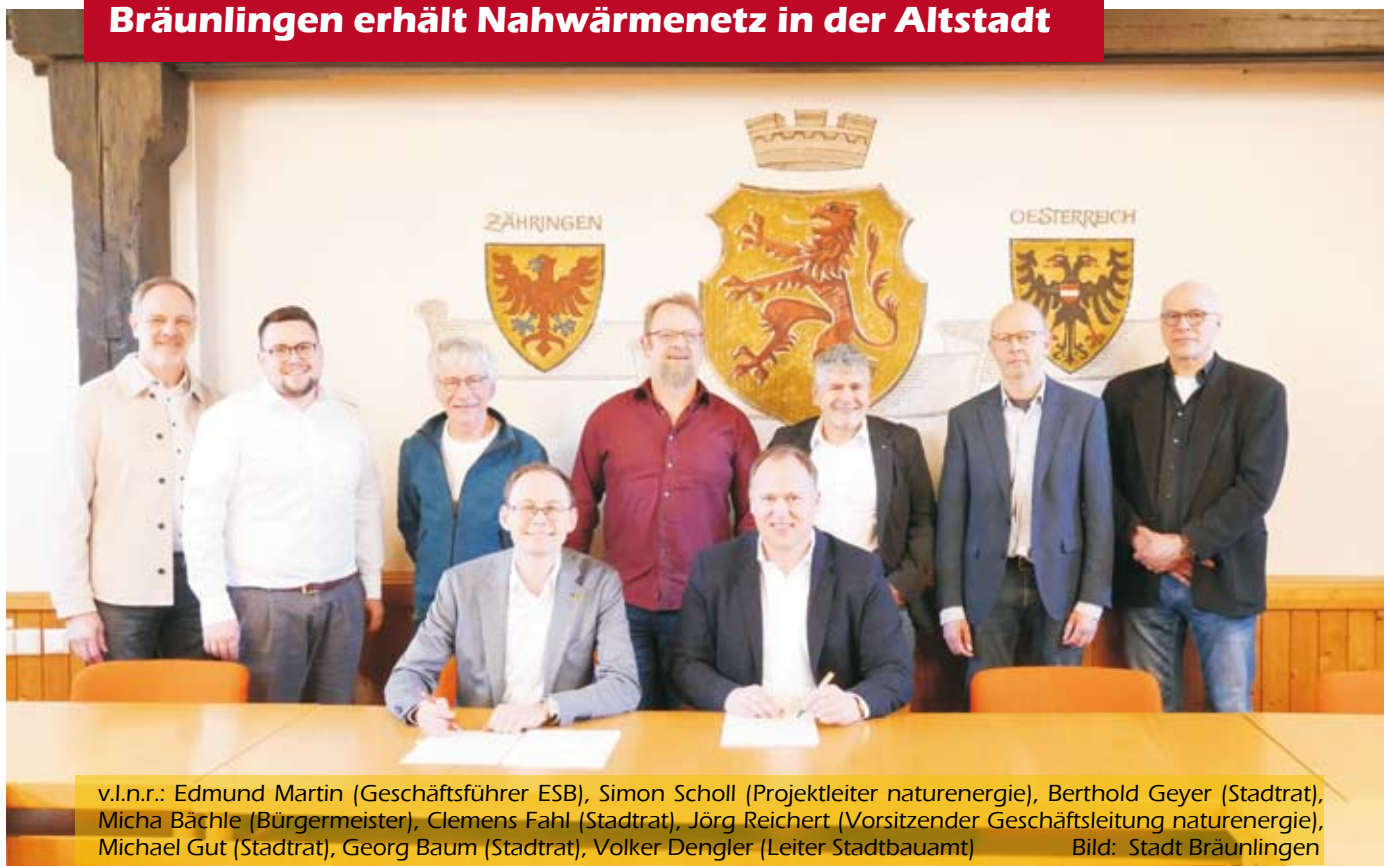 Bräunlingen erhält Nahwärmenetz in der Altstadt
ZÄHRINGEN
OESTERREICH
v.l.n.r.: Edmund Martin (Geschäftsführer ESB), Simon Scholl (Projektleiter naturenergie), Berthold Geyer (Stadtrat),
Micha Bächle (Bürgermeister), Clemens Fahl (Stadtrat), Jörg Reichert (Vorsitzender Geschäftsleitung naturenergie),
Michael Gut (Stadtrat), Georg Baum (Stadtrat), Volker Dengler (Leiter Stadtbauamt) Bild: Stadt Bräunlingen